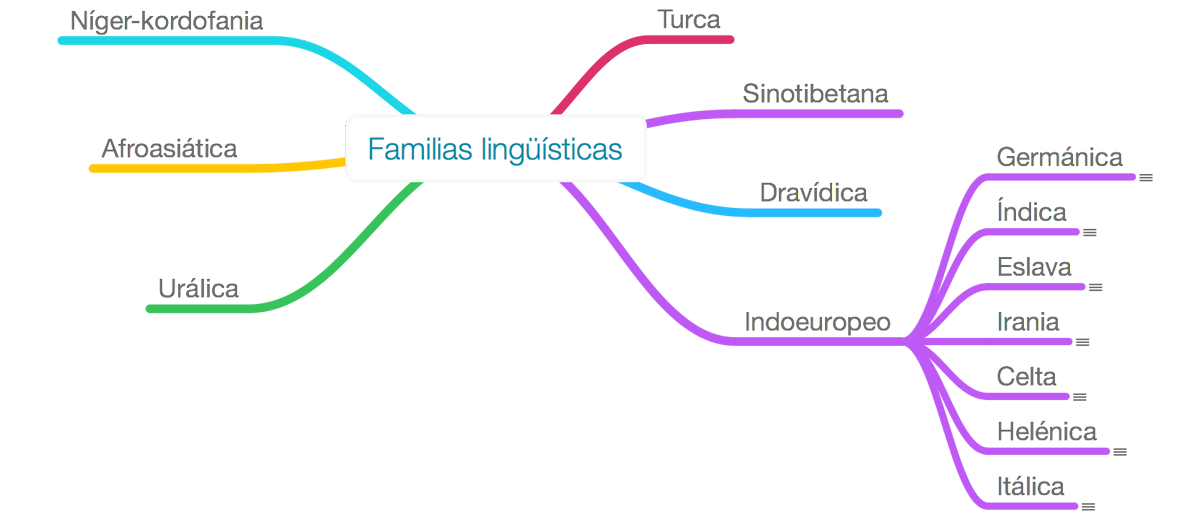 Níger-kordofania
Turca
Sinotibetana
Afroasiática
Familias lingüísticas
Germánica
Dravídica
Índica
Eslava
Urálica
Indoeuropeo
Irania
Celta
Helénica
Itálica